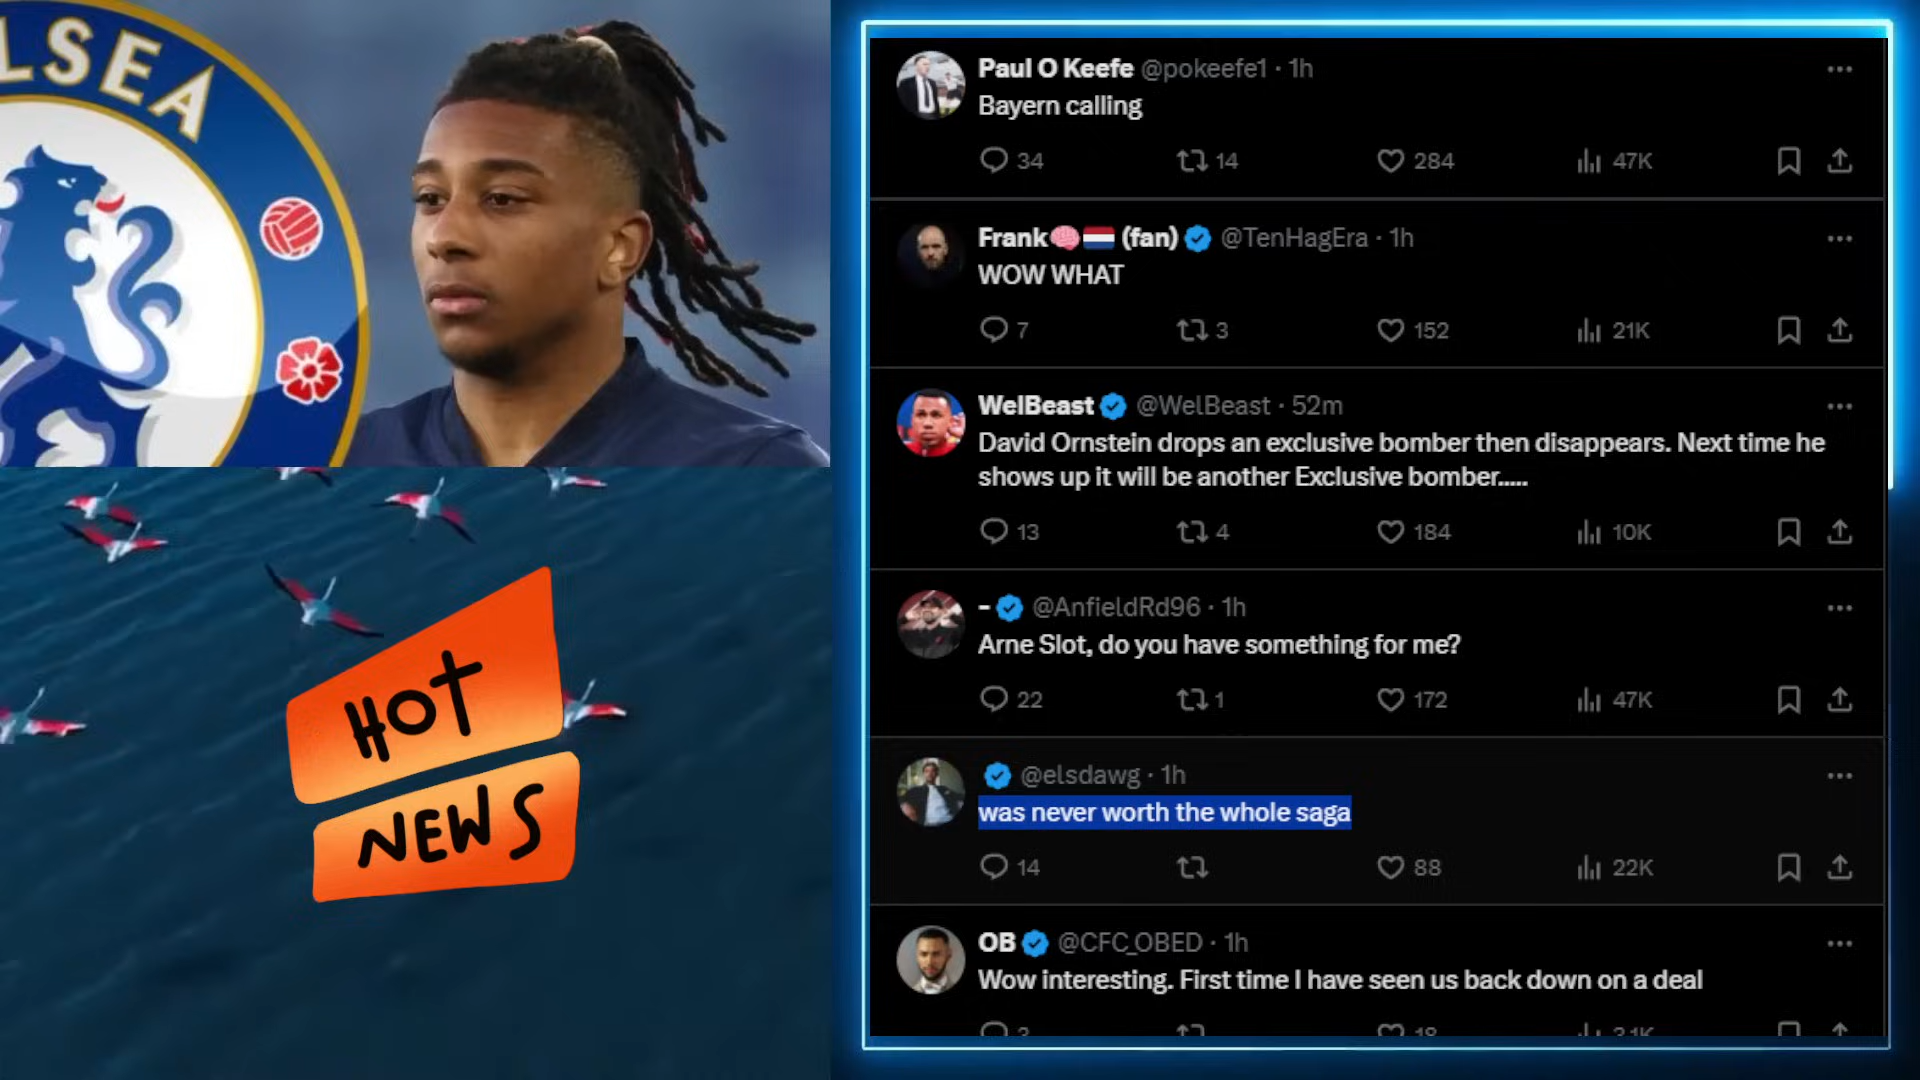 LSEA
HOT
NEWS
Paul O Keefe @pokeefe1 · 1h
Bayern calling
34 14 284 47K
Frank🧠🇳🇱 (fan) @TenHagEra · 1h
WOW WHAT
7 3 152 21K
WelBeast @WelBeast · 52m
David Ornstein drops an exclusive bomber then disappears. Next time he
shows up it will be another Exclusive bomber.....
13 4 184 10K
- @AnfieldRd96 · 1h
Arne Slot, do you have something for me?
22 1 172 47K
@elsdawg · 1h
was never worth the whole saga
14 88 22K
OB @CFC_OBED · 1h
Wow interesting. First time I have seen us back down on a deal